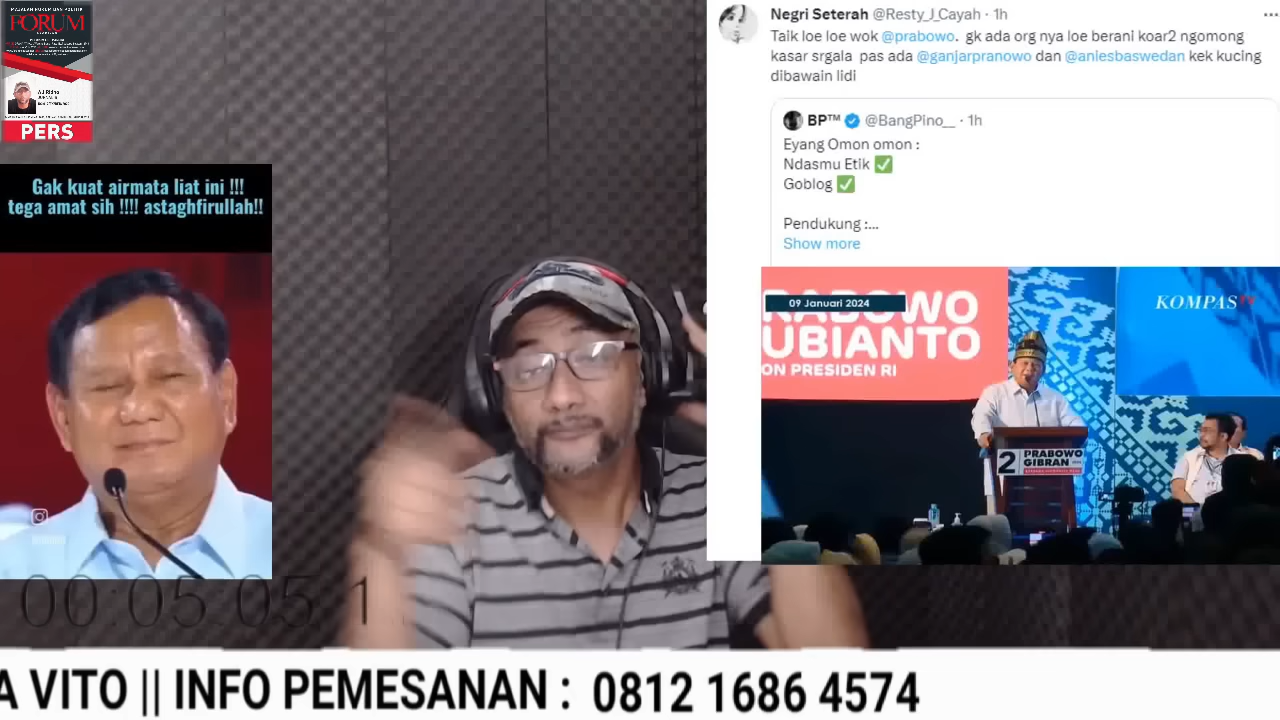 FORUM
PERS
Gak kuat airmata liat ini !!!
tega amat sih !!!! astaghfirullah!!
00:05:05.1
Negri Seterah @Resty_J_Cayah · 1h
Taik loe loe wok @prabowo. gk ada org nya loe berani koar2 ngomong
kasar srgala pas ada @ganjarpranowo dan @aniesbaswedan kek kucing
dibawain lidi
BP™ @BangPino__ · 1h
Eyang Omon omon :
Ndasmu Etik ✅
Goblog ✅
Pendukung :...
Show more
09 Januari 2024
RABOWO
UBIANTO
ON PRESIDEN RI
KOMPAS TV
2 PRABOWO
GIBRAN
A VITO || INFO PEMESANAN : 0812 1686 4574